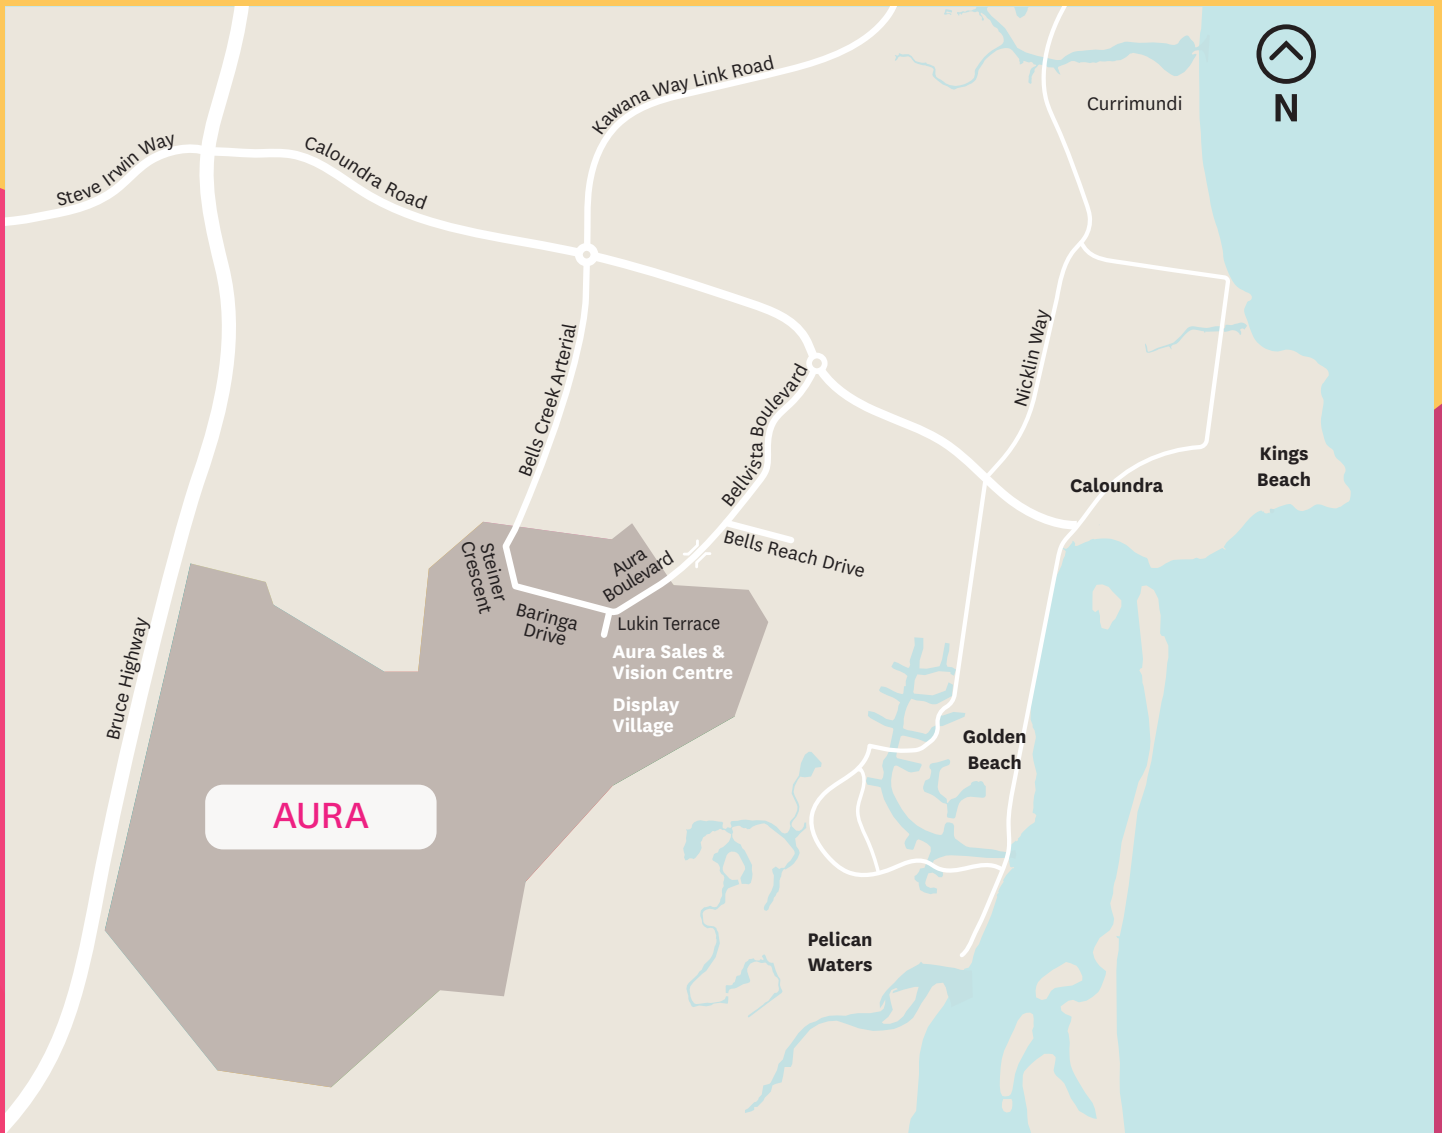 N
Kawana Way Link Road
Currimundi
Steve Irwin Way
Caloundra Road
Nicklin Way
Bells Creek Arterial
Bellvista Boulevard
Kings
Beach
Caloundra
Bells Reach Drive
Aura
Boulevard
Steiner
Crescent
Baringa
Drive
Lukin Terrace
Aura Sales &
Vision Centre
Display
Village
Bruce Highway
Golden
Beach
AURA
Pelican
Waters